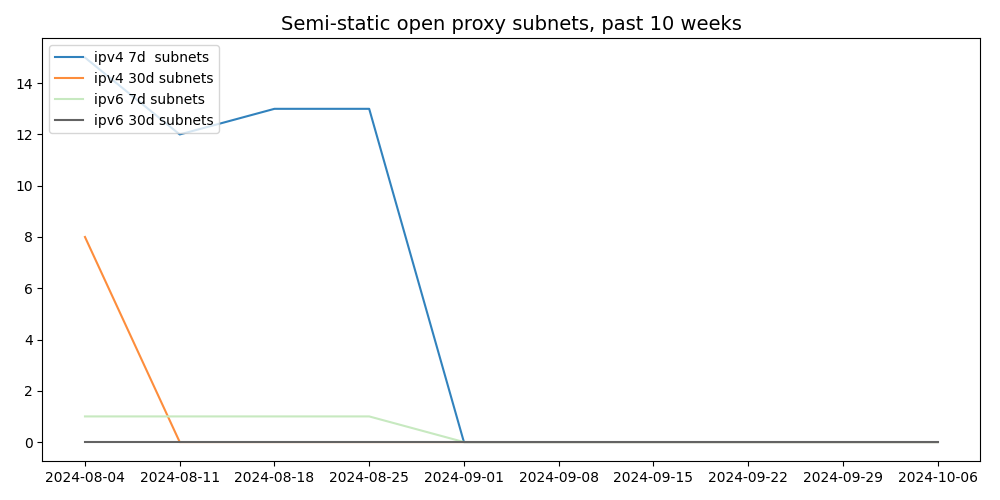 Semi-static open proxy subnets, past 10 weeks
ipv4 7d  subnets
ipv4 30d subnets
ipv6 7d subnets
ipv6 30d subnets
14
12
10
8
6
4
2
0
2024-08-04 2024-08-11 2024-08-18 2024-08-25 2024-09-01 2024-09-08 2024-09-15 2024-09-22 2024-09-29 2024-10-06